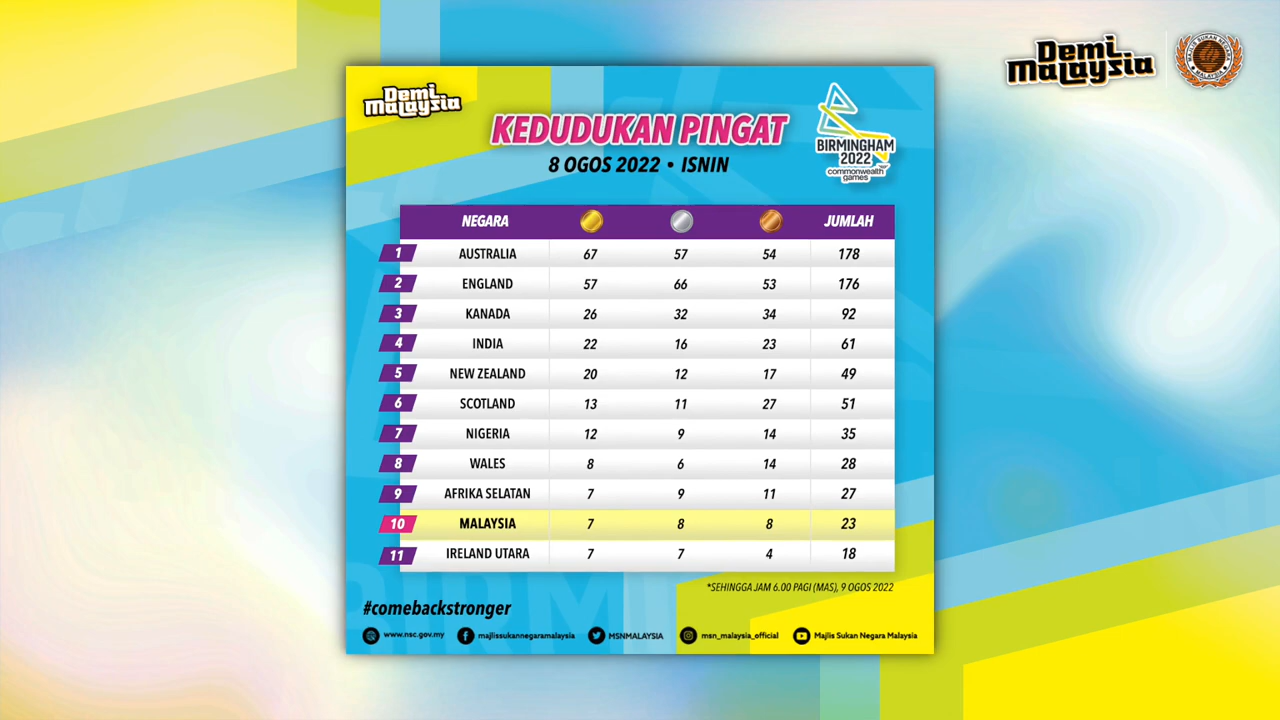 Demi
Malaysia
MAJLIS SUKAN NEGARA
MALAYSIA
Demi
Malaysia
KEDUDUKAN PINGAT
8 OGOS 2022 • ISNIN
BIRMINGHAM
2022
commonwealth
games
NEGARA JUMLAH
1 AUSTRALIA 67 57 54 178
2 ENGLAND 57 66 53 176
3 KANADA 26 32 34 92
4 INDIA 22 16 23 61
5 NEW ZEALAND 20 12 17 49
6 SCOTLAND 13 11 27 51
7 NIGERIA 12 9 14 35
8 WALES 8 6 14 28
9 AFRIKA SELATAN 7 9 11 27
10 MALAYSIA 7 8 8 23
11 IRELAND UTARA 7 7 4 18
*SEHINGGA JAM 6.00 PAGI (MAS), 9 OGOS 2022
BIRM
#comebackstronger
www.nsc.gov.my majlissukannegaramalaysia MSNMALAYSIA msn_malaysia_official Majlis Sukan Negara Malaysia